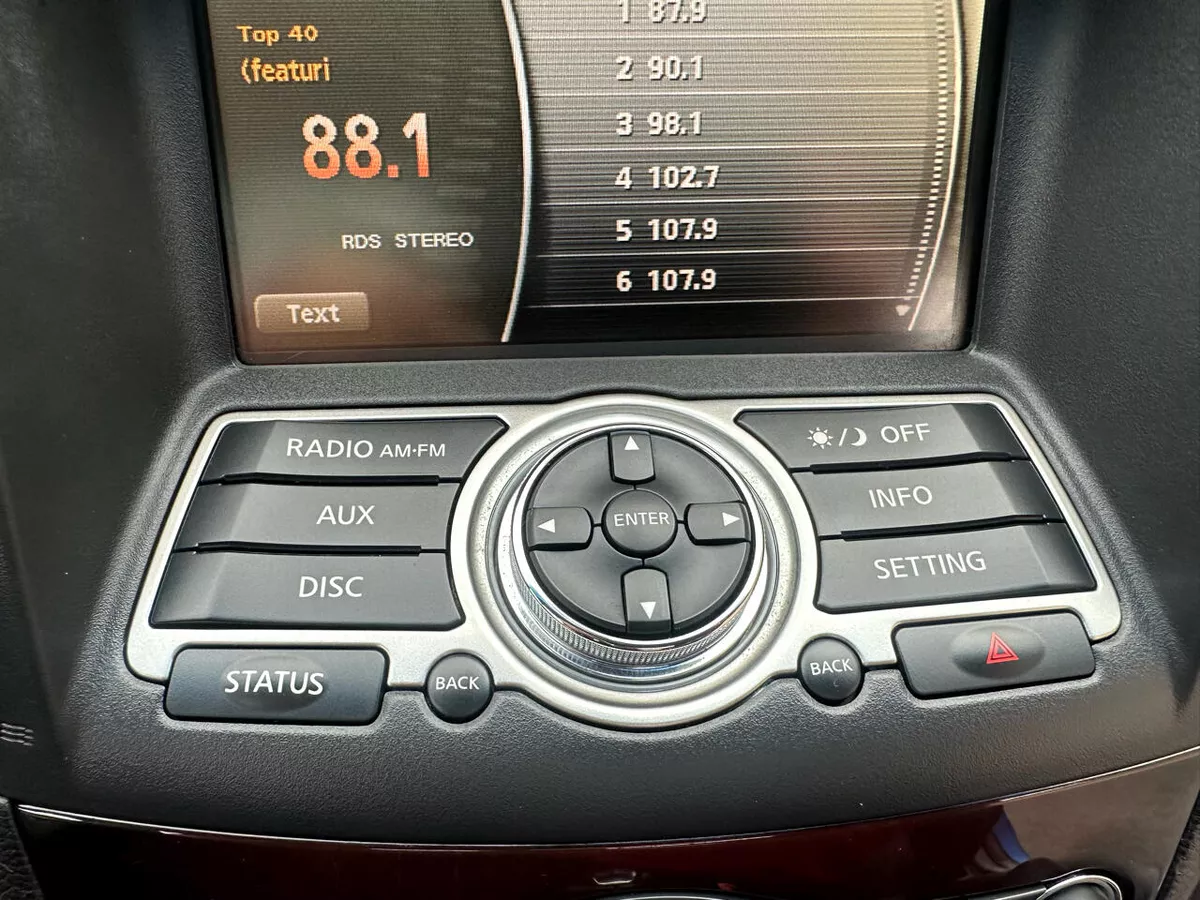 Top 40
(featuri
88.1
RDS STEREO
Text
1 87.9
2 90.1
3 98.1
4 102.7
5 107.9
6 107.9
RADIO AM·FM
AUX
DISC
STATUS
BACK
ENTER
OFF
INFO
SETTING
BACK